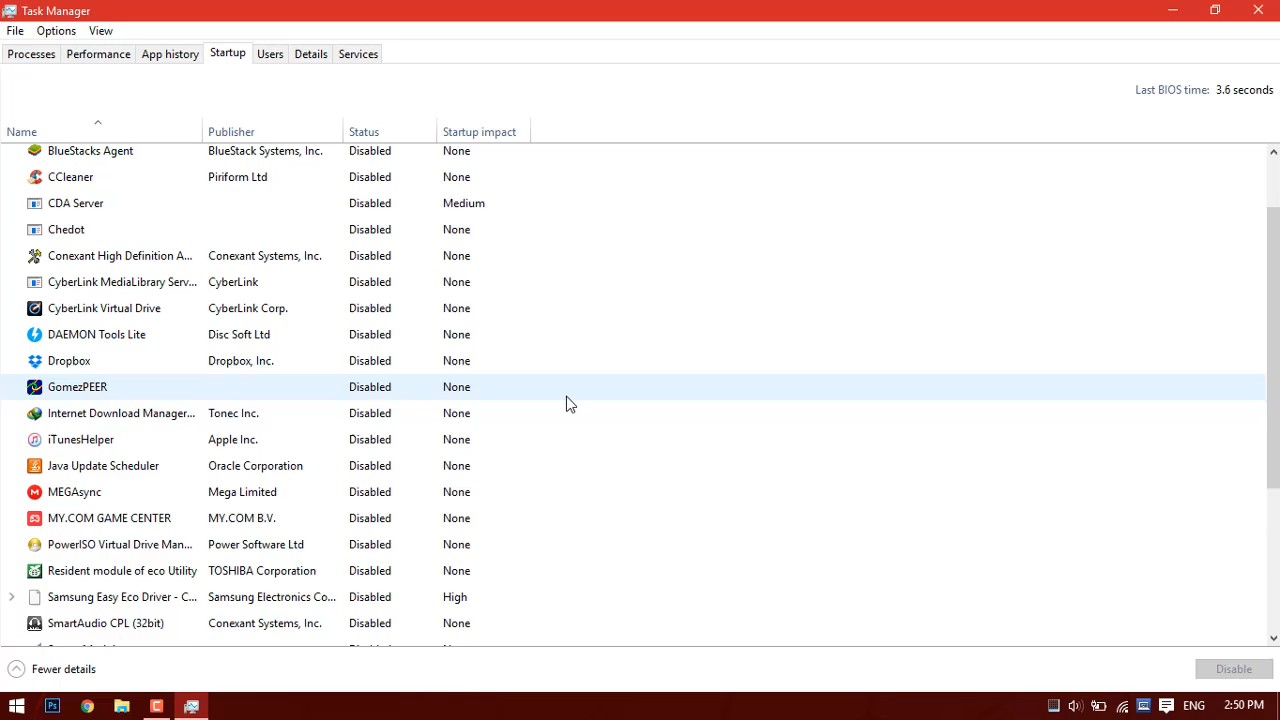 Task Manager
File Options View
Processes Performance App history Startup Users Details Services
Last BIOS time: 3.6 seconds
Name Publisher Status Startup impact
BlueStacks Agent BlueStack Systems, Inc. Disabled None
CCleaner Piriform Ltd Disabled None
CDA Server Disabled Medium
Chedot Disabled None
Conexant High Definition A... Conexant Systems, Inc. Disabled None
CyberLink MediaLibrary Serv... CyberLink Disabled None
CyberLink Virtual Drive CyberLink Corp. Disabled None
DAEMON Tools Lite Disc Soft Ltd Disabled None
Dropbox Dropbox, Inc. Disabled None
GomezPEER Disabled None
Internet Download Manager... Tonec Inc. Disabled None
iTunesHelper Apple Inc. Disabled None
Java Update Scheduler Oracle Corporation Disabled None
MEGAsync Mega Limited Disabled None
MY.COM GAME CENTER MY.COM B.V. Disabled None
PowerISO Virtual Drive Man... Power Software Ltd Disabled None
Resident module of eco Utility TOSHIBA Corporation Disabled None
Samsung Easy Eco Driver - C... Samsung Electronics Co... Disabled High
SmartAudio CPL (32bit) Conexant Systems, Inc. Disabled None
Fewer details Disable
Ps ENG 2:50 PM